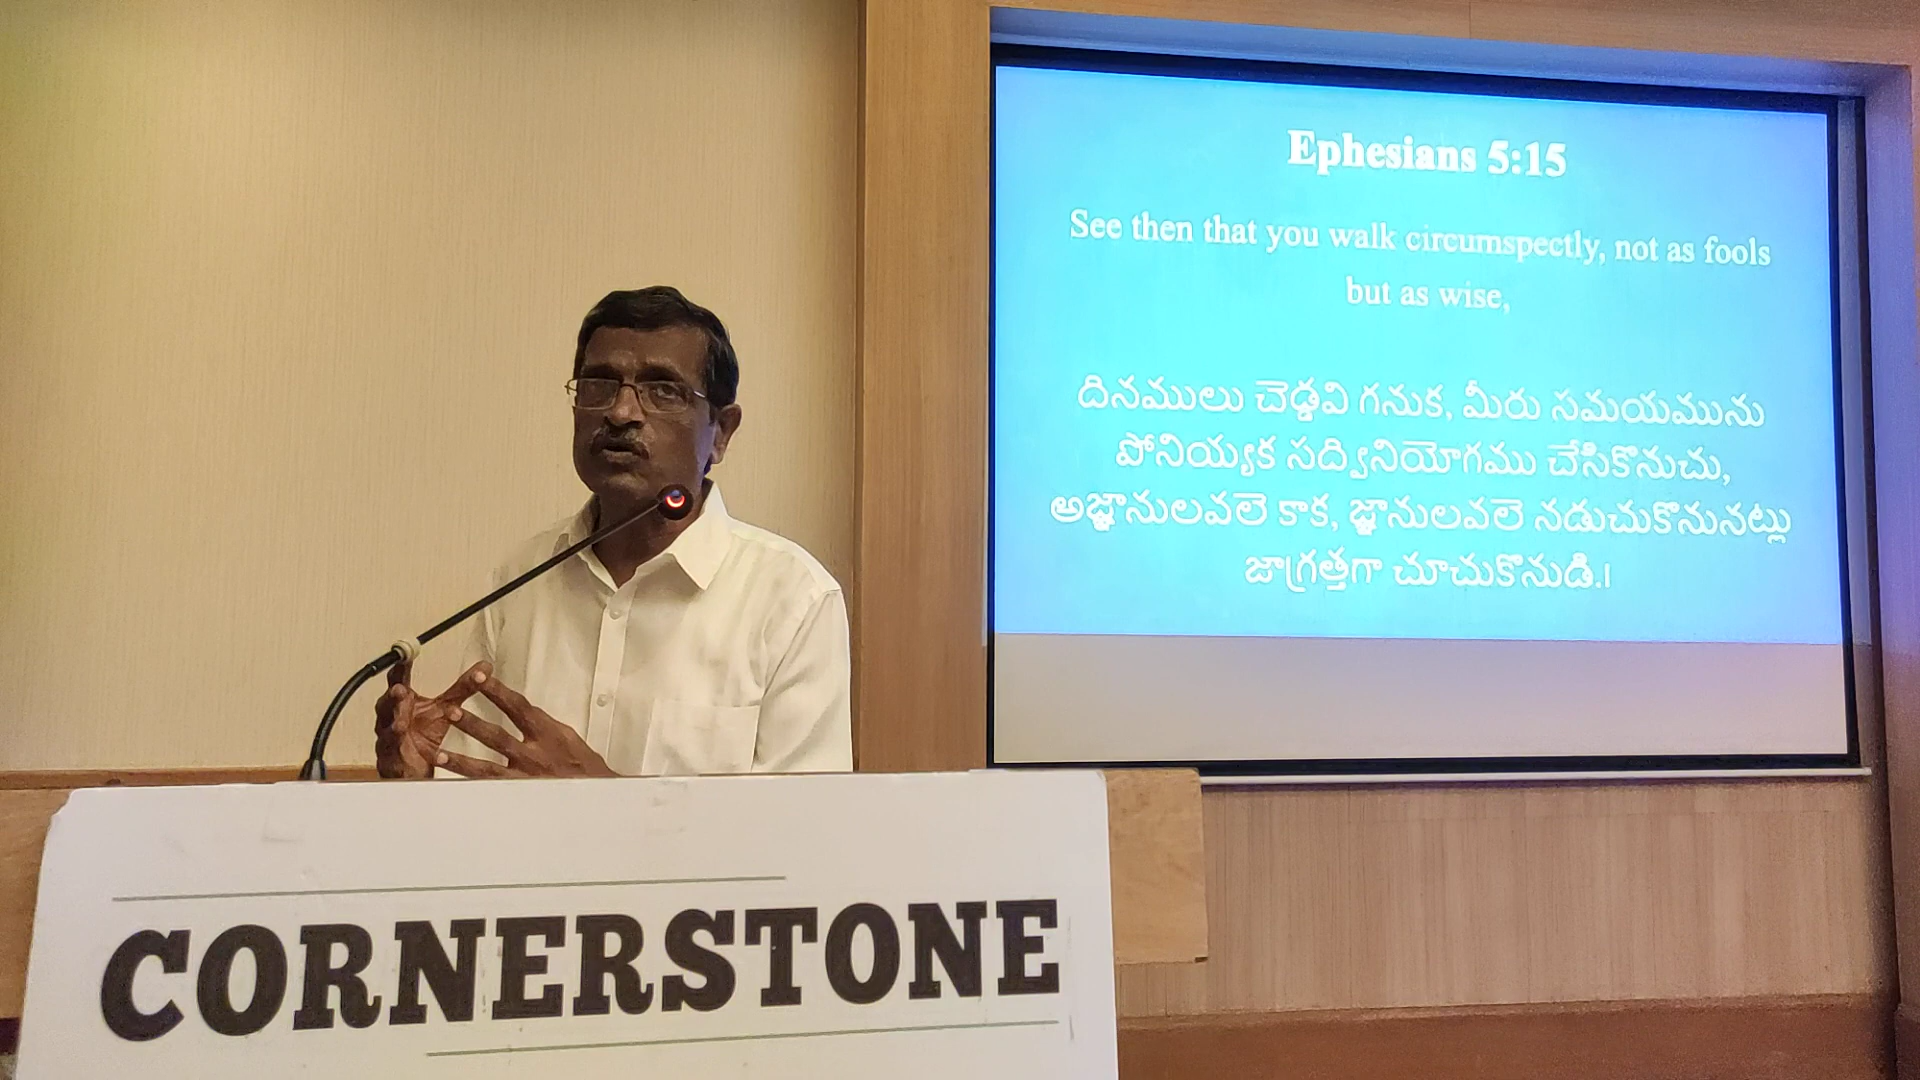 Ephesians 5:15
See then that you walk circumspectly, not as fools
but as wise,
దినములు చెడ్డవి గనుక, మీరు సమయమును
పోనియ్యక సద్వినియోగము చేసికొనుచు,
అజ్ఞానులవలె కాక, జ్ఞానులవలె నడుచుకొనునట్లు
జాగ్రత్తగా చూచుకొనుడి.।
CORNERSTONE